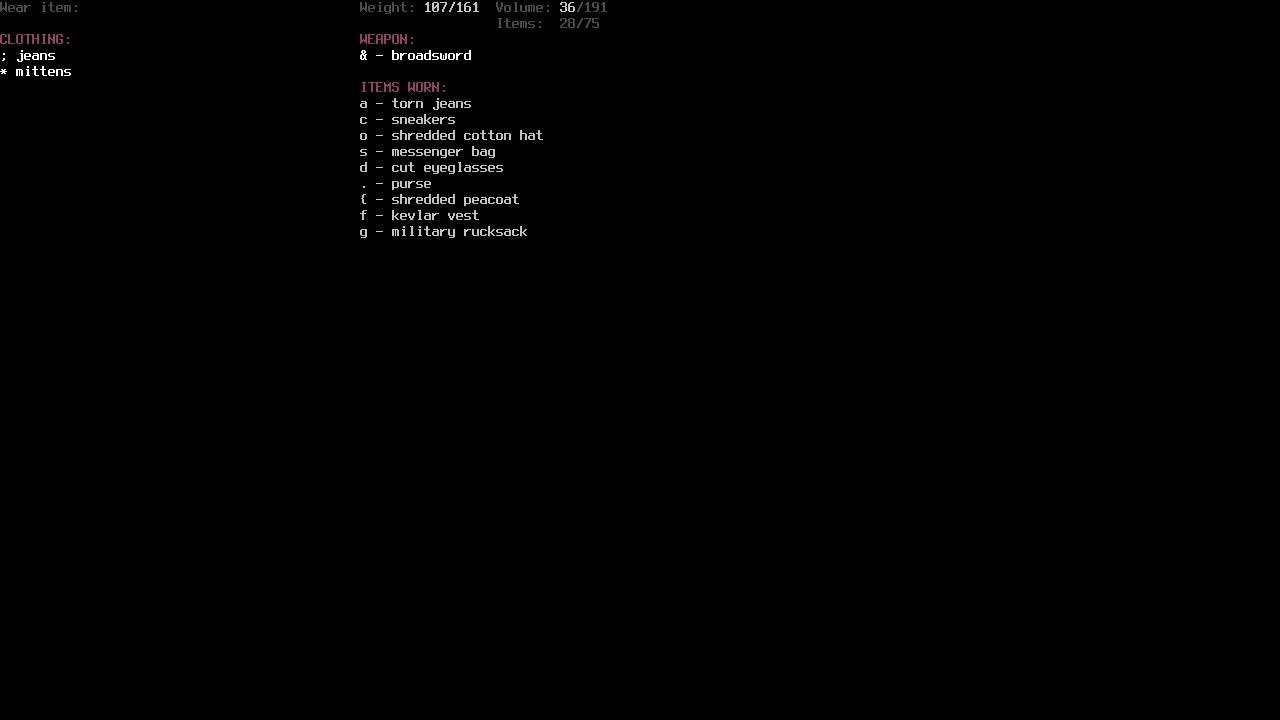 Wear item:
Weight: 107/161  Volume: 36/191
Items:  28/75
CLOTHING:
; jeans
* mittens
WEAPON:
& - broadsword
ITEMS WORN:
a - torn jeans
c - sneakers
o - shredded cotton hat
s - messenger bag
d - cut eyeglasses
. - purse
{ - shredded peacoat
f - kevlar vest
g - military rucksack